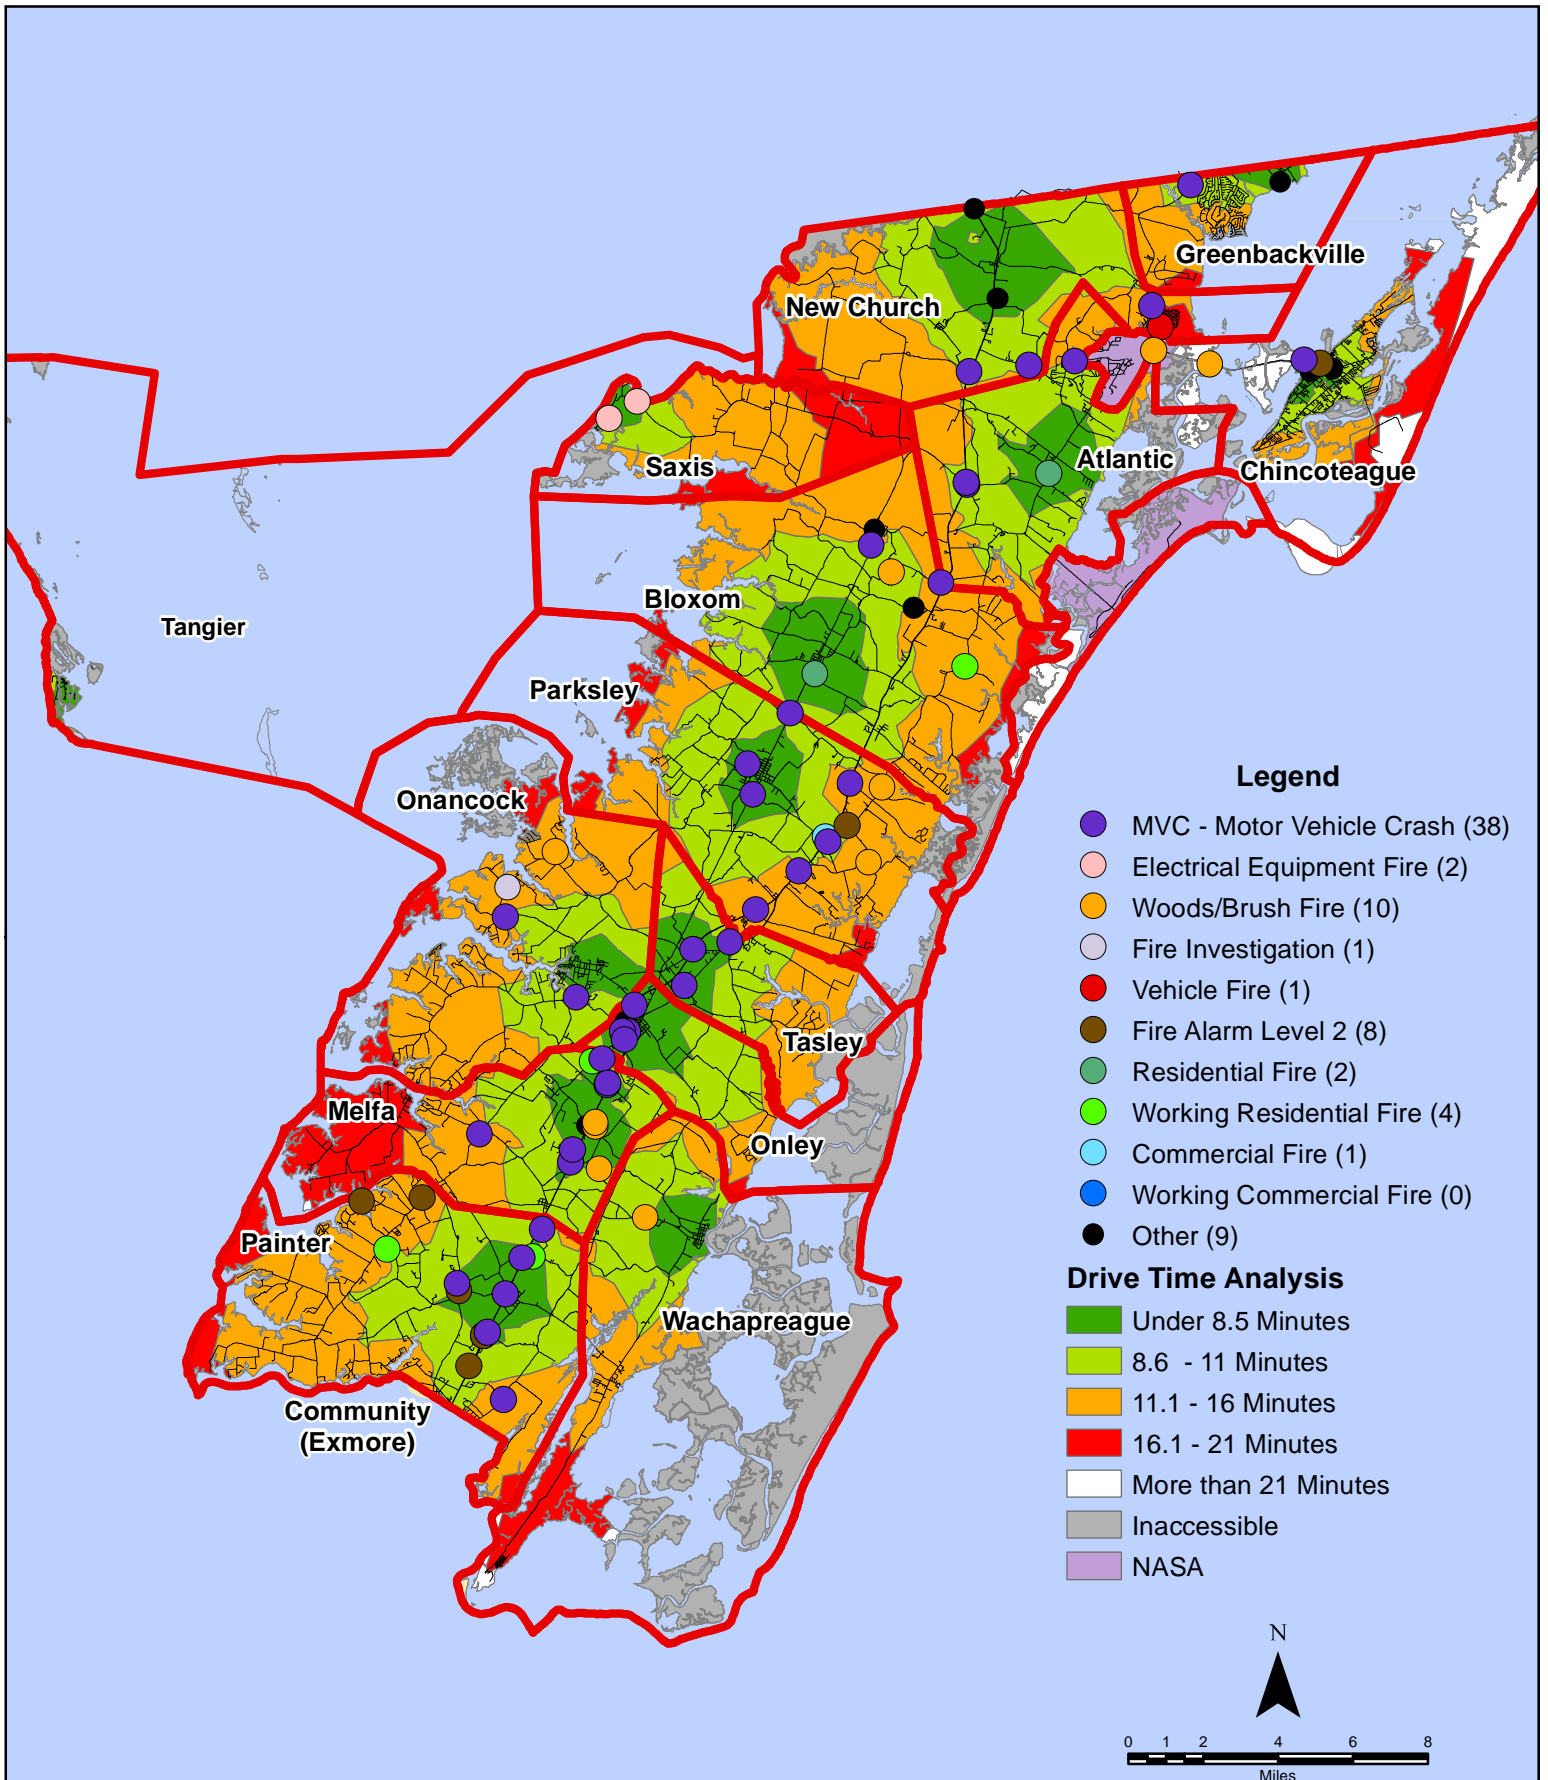 Greenbackville
New Church
Atlantic
Chincoteague
Saxis
Bloxom
Tangier
Parksley
Onancock
Tasley
Melfa
Onley
Painter
Wachapreague
Community
(Exmore)
Legend
MVC - Motor Vehicle Crash (38)
Electrical Equipment Fire (2)
Woods/Brush Fire (10)
Fire Investigation (1)
Vehicle Fire (1)
Fire Alarm Level 2 (8)
Residential Fire (2)
Working Residential Fire (4)
Commercial Fire (1)
Working Commercial Fire (0)
Other (9)
Drive Time Analysis
Under 8.5 Minutes
8.6 - 11 Minutes
11.1 - 16 Minutes
16.1 - 21 Minutes
More than 21 Minutes
Inaccessible
NASA
N
0 1 2 4 6 8
Miles